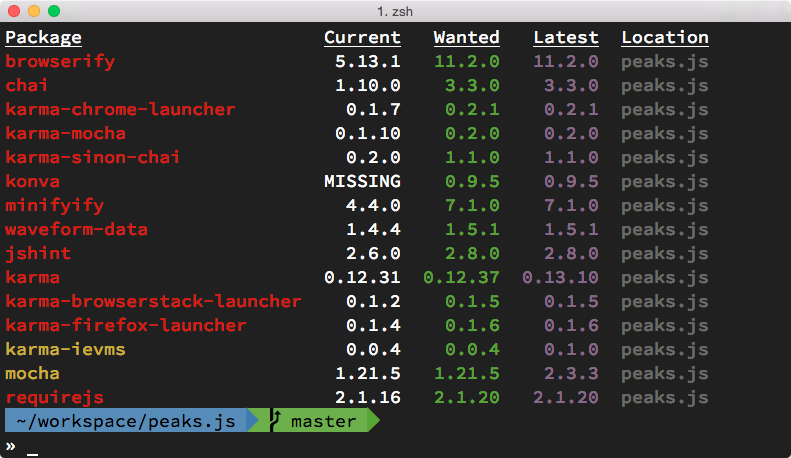 1. zsh
Package Current Wanted Latest Location
browserify 5.13.1 11.2.0 11.2.0 peaks.js
chai 1.10.0 3.3.0 3.3.0 peaks.js
karma-chrome-launcher 0.1.7 0.2.1 0.2.1 peaks.js
karma-mocha 0.1.10 0.2.0 0.2.0 peaks.js
karma-sinon-chai 0.2.0 1.1.0 1.1.0 peaks.js
konva MISSING 0.9.5 0.9.5 peaks.js
minifyify 4.4.0 7.1.0 7.1.0 peaks.js
waveform-data 1.4.4 1.5.1 1.5.1 peaks.js
jshint 2.6.0 2.8.0 2.8.0 peaks.js
karma 0.12.31 0.12.37 0.13.10 peaks.js
karma-browserstack-launcher 0.1.2 0.1.5 0.1.5 peaks.js
karma-firefox-launcher 0.1.4 0.1.6 0.1.6 peaks.js
karma-ievms 0.0.4 0.0.4 0.1.0 peaks.js
mocha 1.21.5 1.21.5 2.3.3 peaks.js
requirejs 2.1.16 2.1.20 2.1.20 peaks.js
~/workspace/peaks.js master
» _